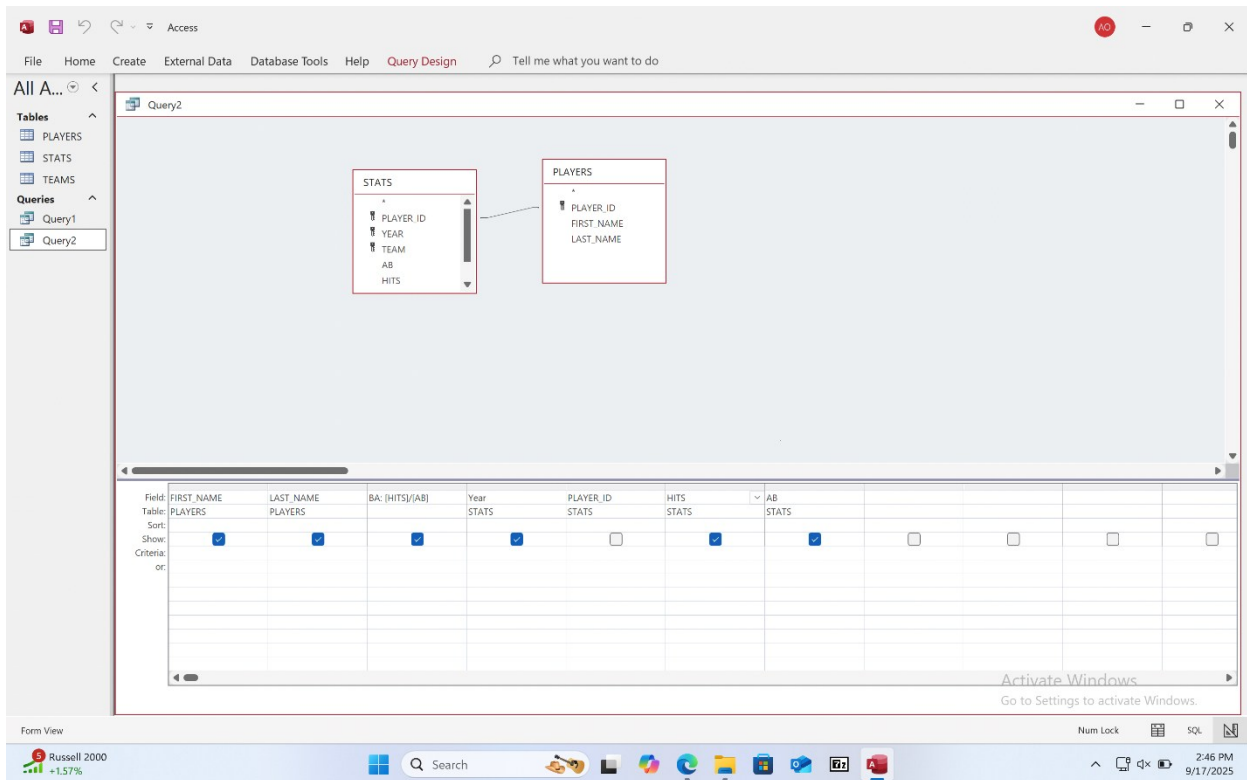 Access
AO
File Home Create External Data Database Tools Help Query Design Tell me what you want to do
All A...
Tables
PLAYERS
STATS
TEAMS
Queries
Query1
Query2
Query2
STATS
*
PLAYER_ID
YEAR
TEAM
AB
HITS
PLAYERS
*
PLAYER_ID
FIRST_NAME
LAST_NAME
Field: FIRST_NAME LAST_NAME BA: [HITS]/[AB] Year PLAYER_ID HITS AB
Table: PLAYERS PLAYERS STATS STATS STATS STATS
Sort:
Show:
Criteria:
or:
Activate Windows
Go to Settings to activate Windows.
Form View Num Lock SQL
5 Russell 2000
+1.57%
Search
7z
2:46 PM
9/17/2025